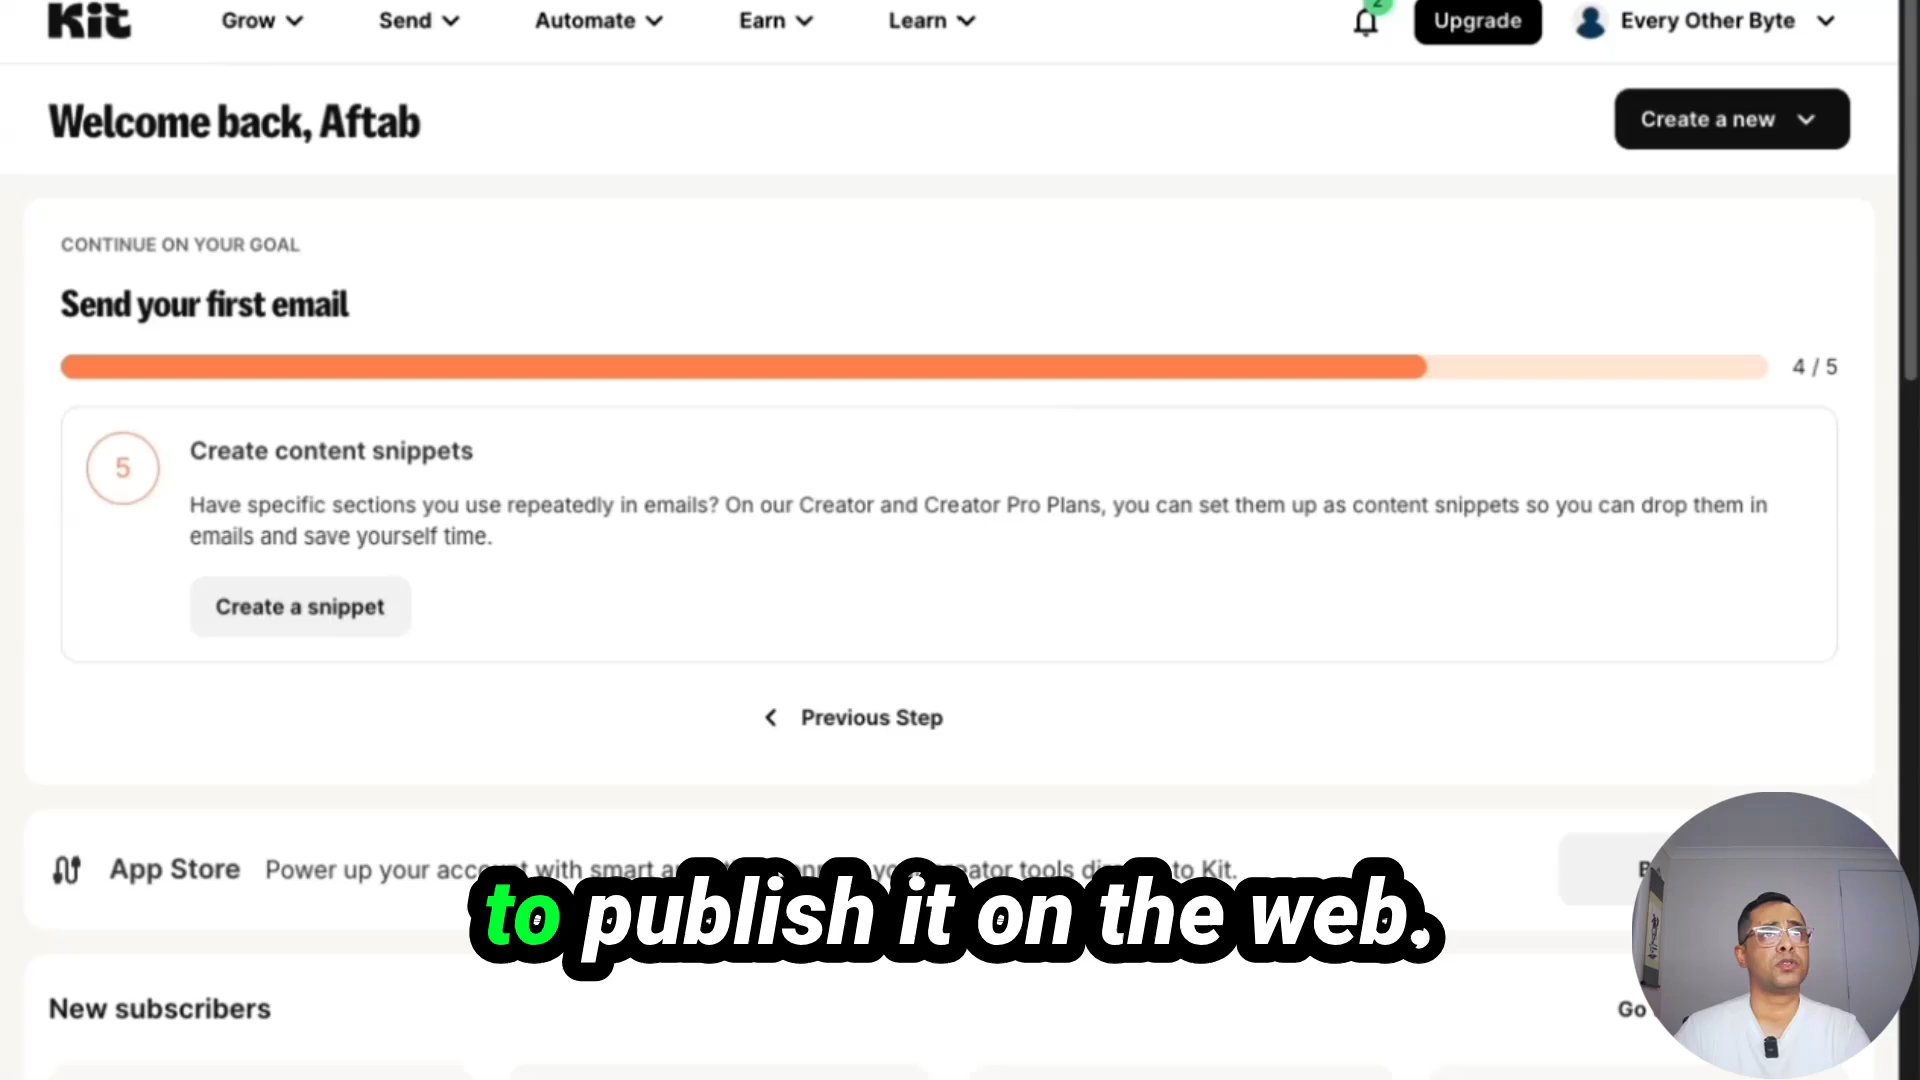 Kit Grow Send Automate Earn Learn 2 Upgrade Every Other Byte
Welcome back, Aftab Create a new
CONTINUE ON YOUR GOAL
Send your first email
4 / 5
5 Create content snippets
Have specific sections you use repeatedly in emails? On our Creator and Creator Pro Plans, you can set them up as content snippets so you can drop them in
emails and save yourself time.
Create a snippet
Previous Step
App Store Power up your account with smart to Kit.
to publish it on the web.
New subscribers Go